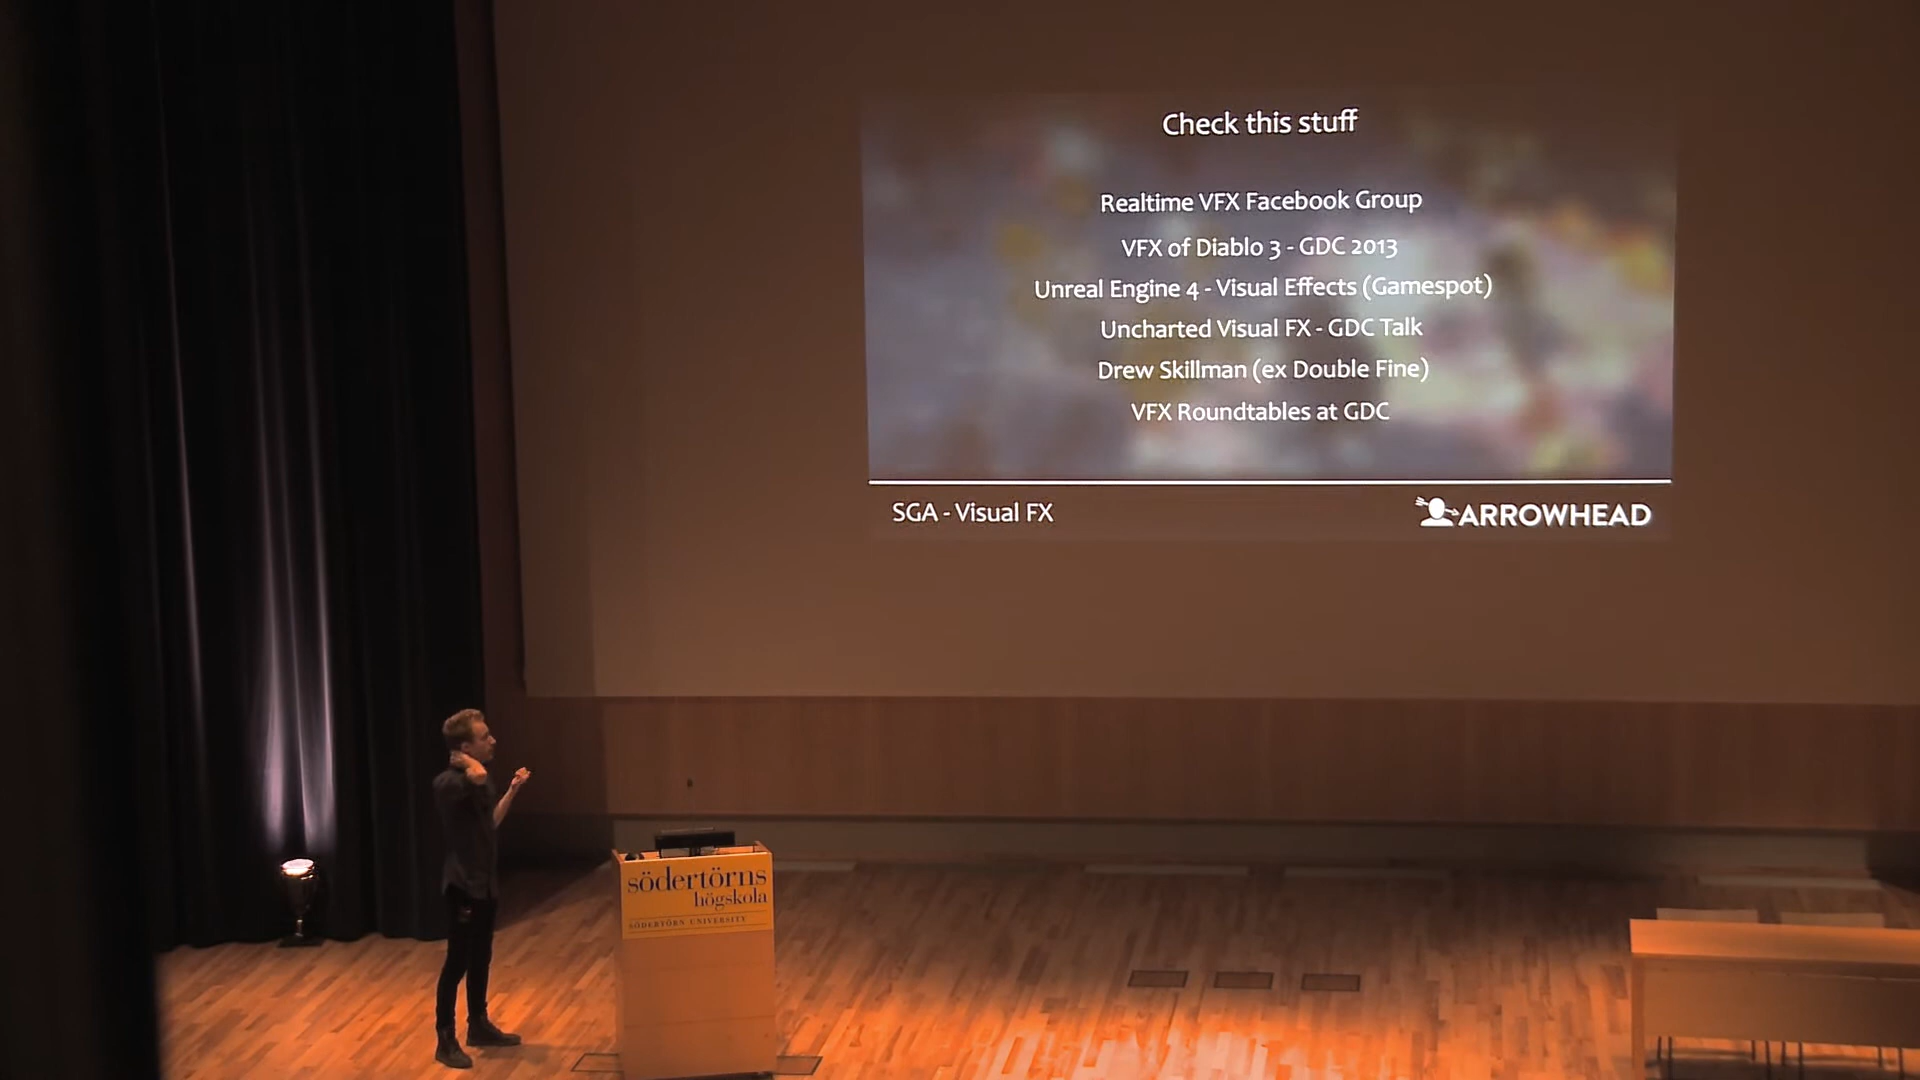 Check this stuff
Realtime VFX Facebook Group
VFX of Diablo 3 - GDC 2013
Unreal Engine 4 - Visual Effects (Gamespot)
Uncharted Visual FX - GDC Talk
Drew Skillman (ex Double Fine)
VFX Roundtables at GDC
SGA - Visual FX
ARROWHEAD
södertörns
högskola
SÖDERTÖRN UNIVERSITY